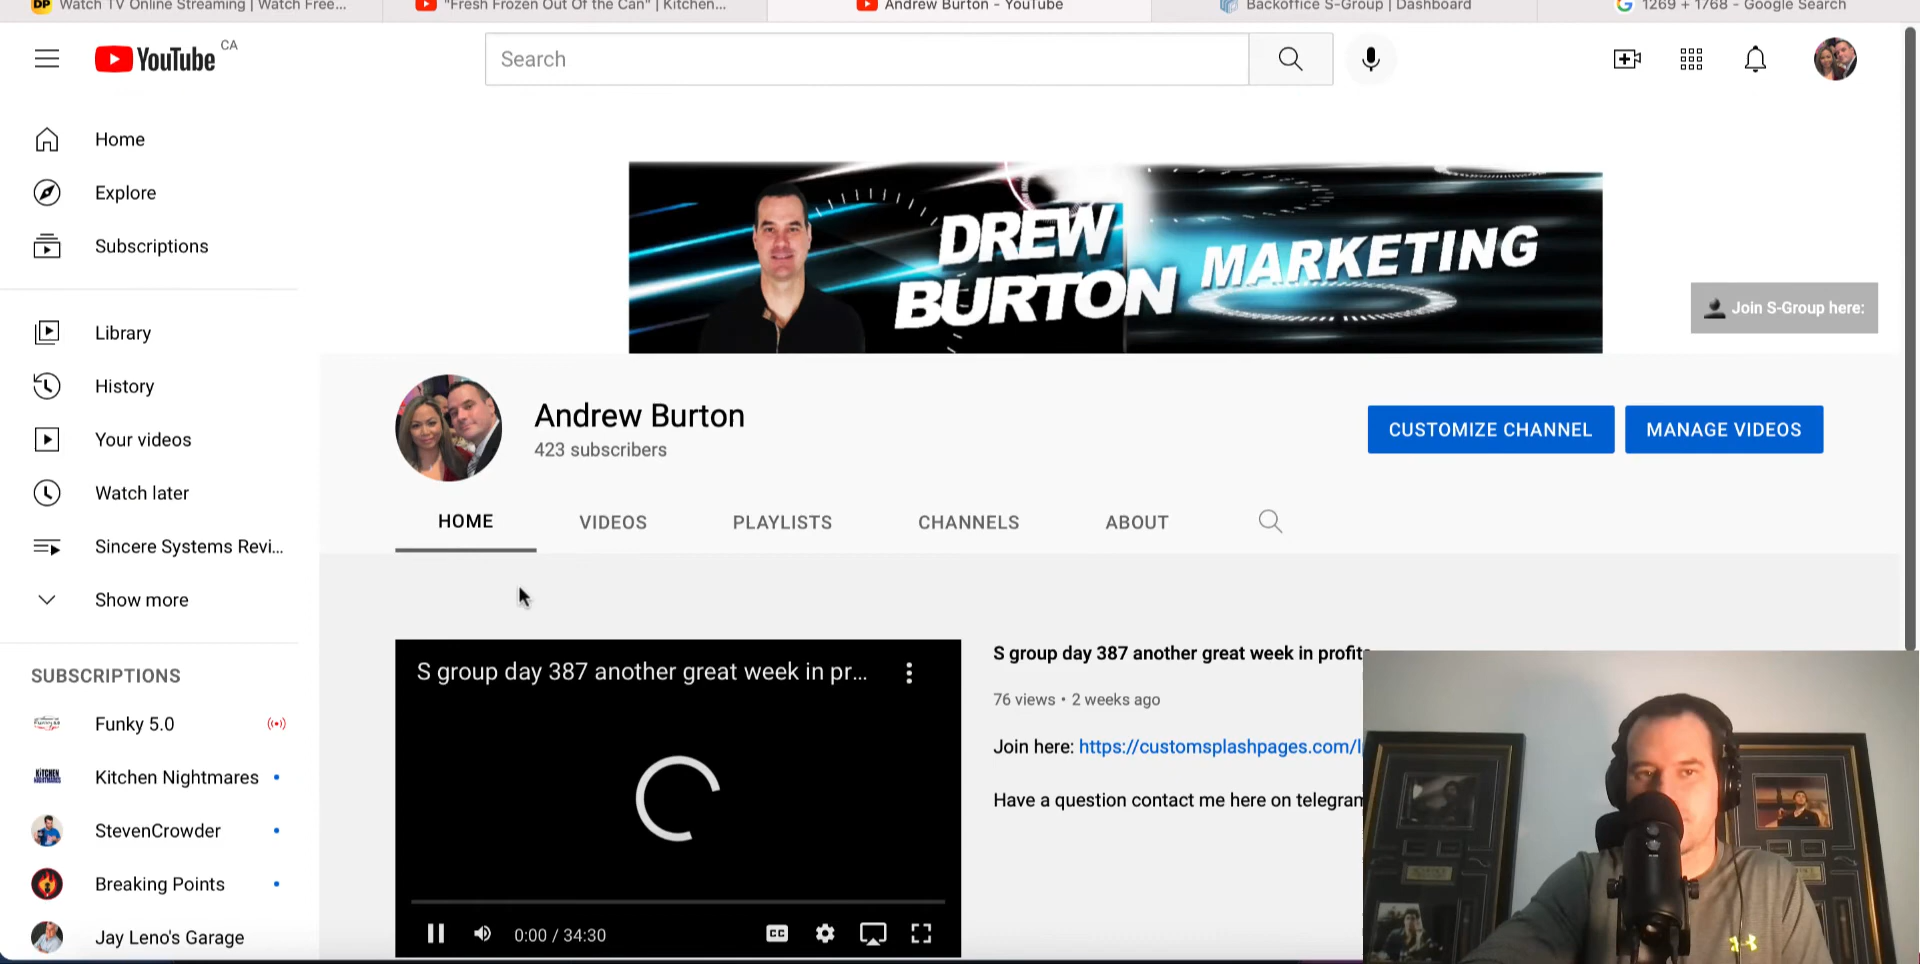 DP Watch TV Online Streaming | Watch Free...
"Fresh Frozen Out Of the Can" | Kitchen...
Andrew Burton - YouTube
Backoffice S-Group | Dashboard
1269 + 1768 - Google Search
YouTube CA
Search
Home
Explore
Subscriptions
Library
History
Your videos
Watch later
Sincere Systems Revi...
Show more
SUBSCRIPTIONS
Funky 5.0
Kitchen Nightmares
StevenCrowder
Breaking Points
Jay Leno's Garage
DREW
BURTON
MARKETING
Join S-Group here:
Andrew Burton
423 subscribers
CUSTOMIZE CHANNEL
MANAGE VIDEOS
HOME
VIDEOS
PLAYLISTS
CHANNELS
ABOUT
S group day 387 another great week in pr...
0:00 / 34:30
CC
S group day 387 another great week in profits
76 views • 2 weeks ago
Join here: https://customsplashpages.com/l
Have a question contact me here on telegram